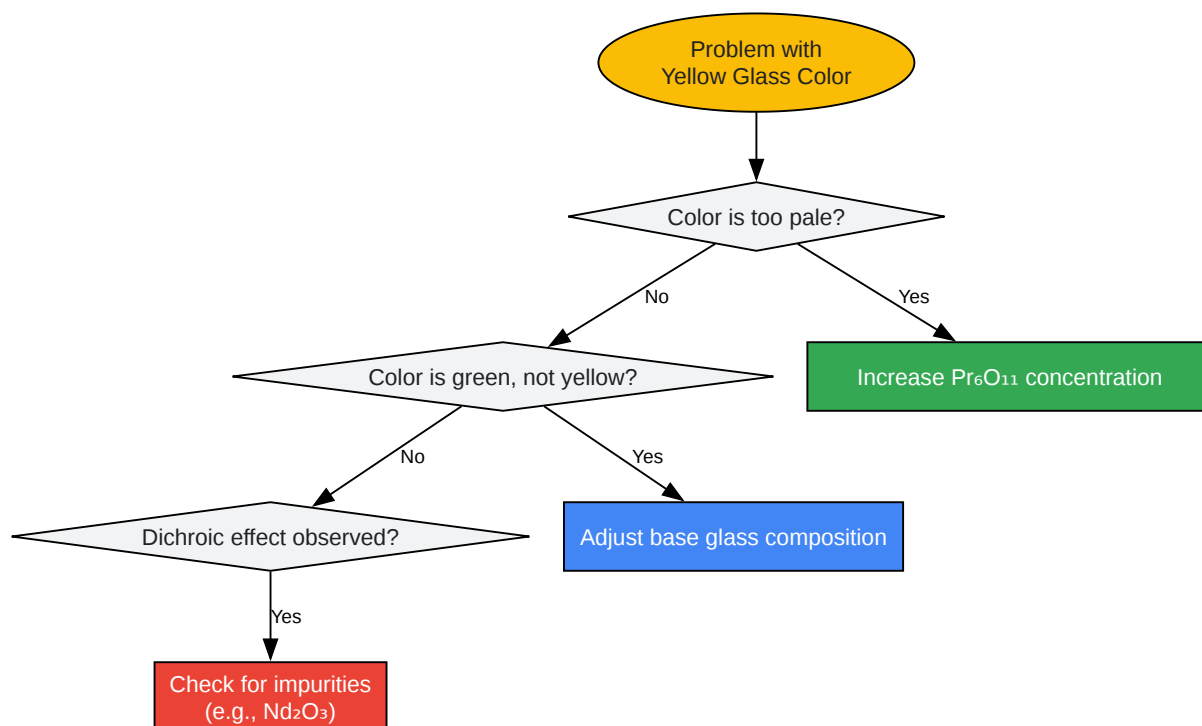 Problem with
Yellow Glass Color
Color is too pale?
No
Yes
Color is green, not yellow?
Increase Pr₆O₁₁ concentration
No
Yes
Dichroic effect observed?
Adjust base glass composition
Yes
Check for impurities
(e.g., Nd₂O₃)